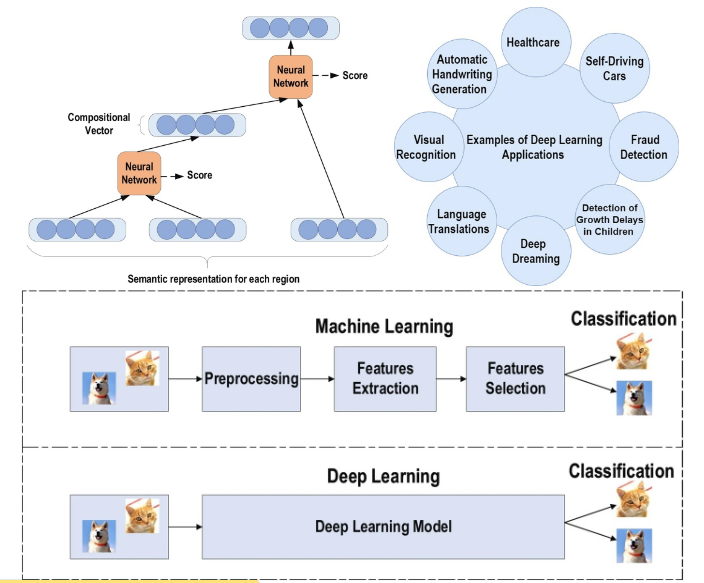 Neural
Network
Score
Compositional
Vector
Neural
Network
Score
Semantic representation for each region
Healthcare
Automatic
Handwriting
Generation
Self-Driving
Cars
Visual
Recognition
Examples of Deep Learning
Applications
Fraud
Detection
Language
Translations
Detection of
Growth Delays
in Children
Deep
Dreaming
Machine Learning
Classification
Preprocessing
Features
Extraction
Features
Selection
Deep Learning
Classification
Deep Learning Model